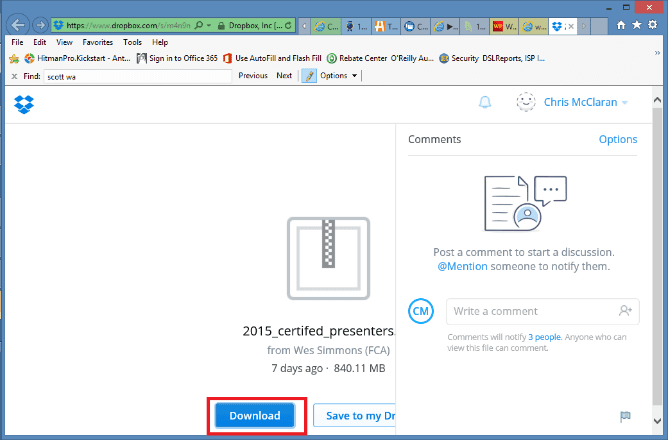 https://www.dropbox.com/s/
Dropbox, Inc [...
File Edit View Favorites Tools Help
HitmanPro.Kickstart - Ant... Sign in to Office 365 Use AutoFill and Flash Fill Rebate Center O'Reilly Au... Security DSLReports, ISP I...
× Find: scott wa Previous Next Options
Chris McClaran
Comments Options
Post a comment to start a discussion.
@Mention someone to notify them.
2015_certifed_presenters.
from Wes Simmons (FCA)
7 days ago · 840.11 MB
CM Write a comment
Comments will notify 3 people. Anyone who can
view this file can comment.
Download Save to my Dr